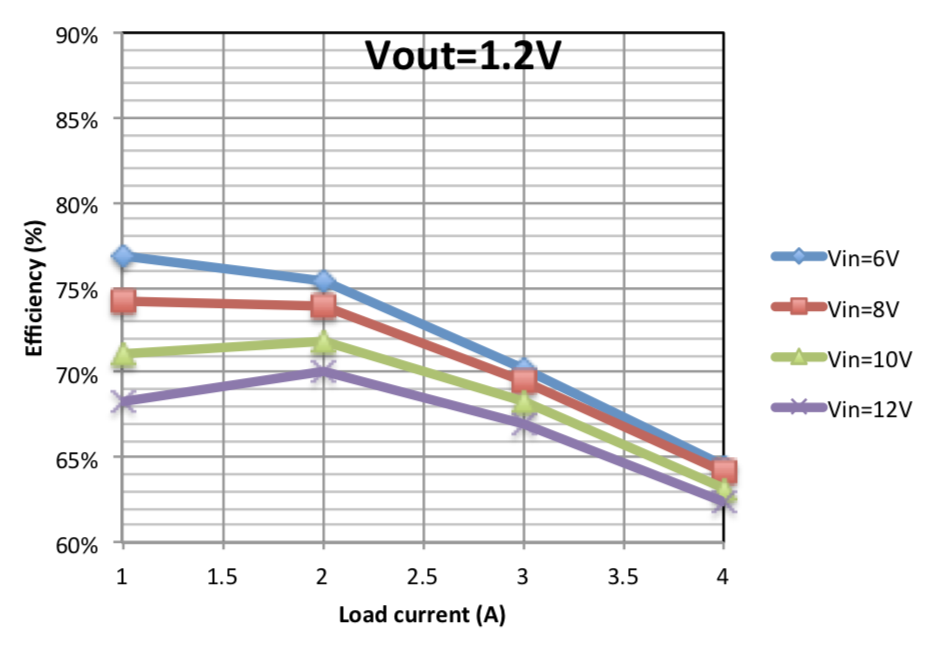 Vout=1.2V
90%
85%
80%
75%
70%
65%
60%
Efficiency (%)
1 1.5 2 2.5 3 3.5 4
Load current (A)
Vin=6V
Vin=8V
Vin=10V
Vin=12V